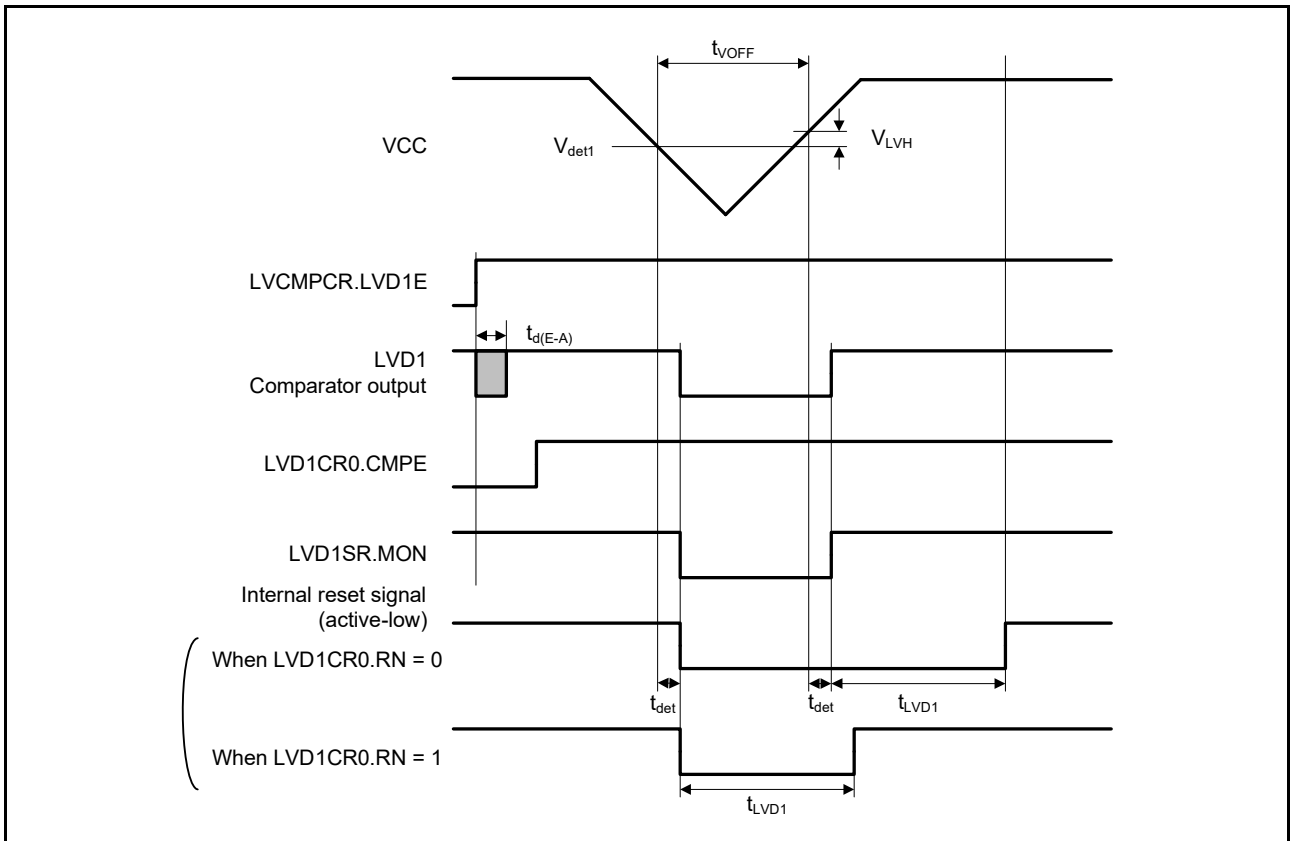 tVOFF
VCC
Vdet1
VLVH
LVCMPCR.LVD1E
td(E-A)
LVD1
Comparator output
LVD1CR0.CMPE
LVD1SR.MON
Internal reset signal
(active-low)
When LVD1CR0.RN = 0
tdet
tdet
tLVD1
When LVD1CR0.RN = 1
tLVD1